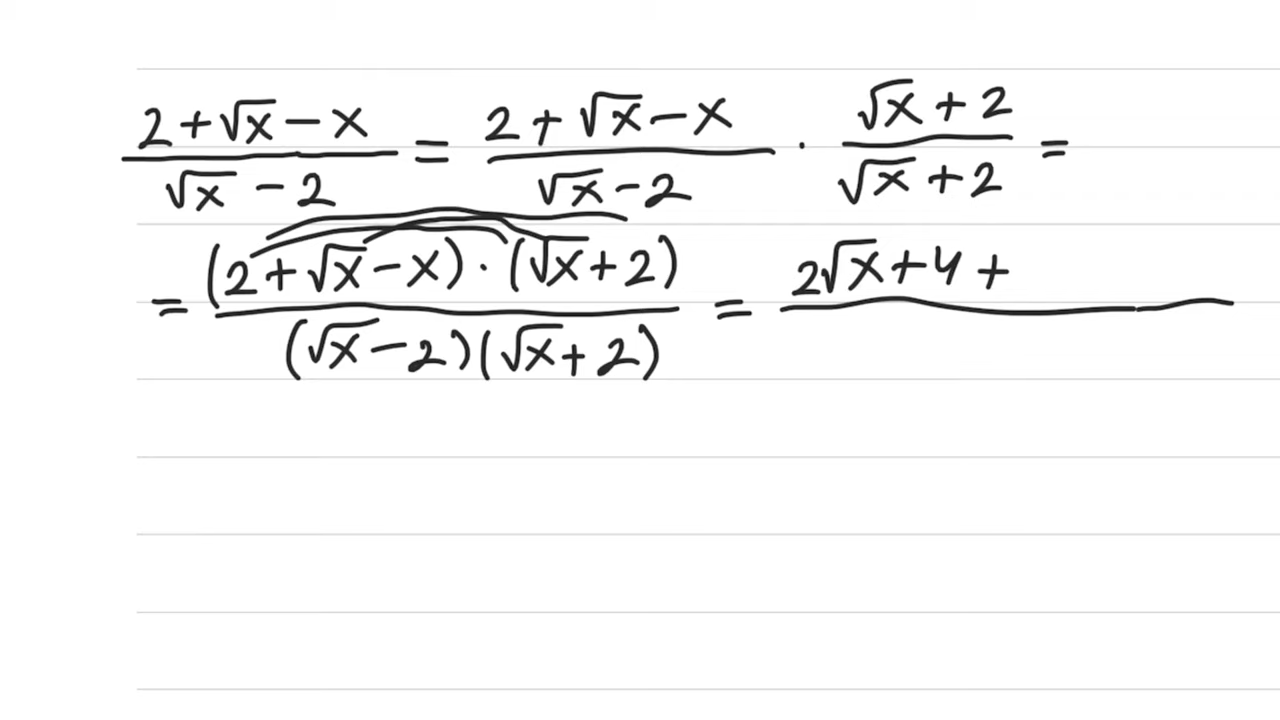 (2+√x−x)/(√x−2) = (2+√x−x)/(√x−2) · (√x+2)/(√x+2) =
= ((2+√x−x)·(√x+2))/((√x−2)(√x+2)) = 2√x+4+